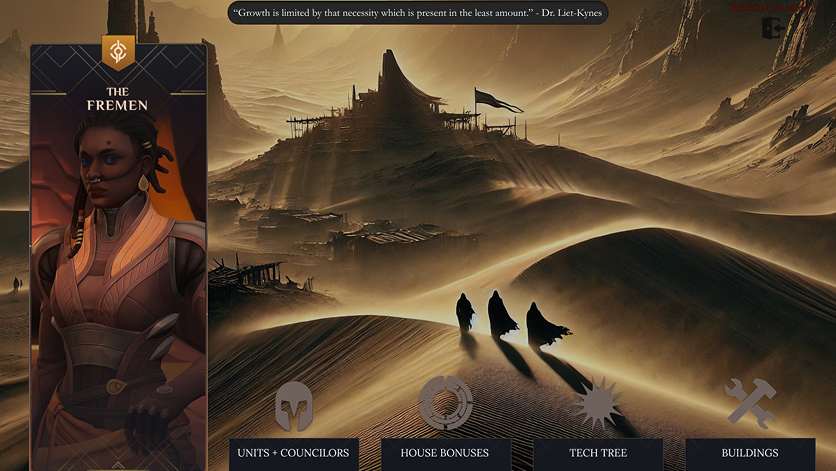 “Growth is limited by that necessity which is present in the least amount.” - Dr. Liet-Kynes
THE
FREMEN
UNITS + COUNCILORS
HOUSE BONUSES
TECH TREE
BUILDINGS